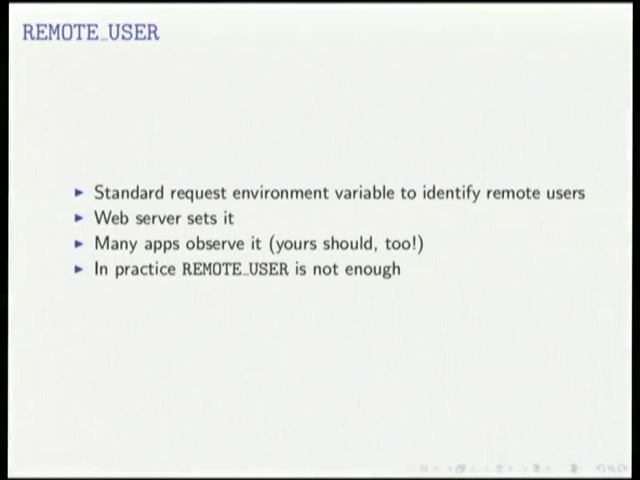 REMOTE_USER
Standard request environment variable to identify remote users
Web server sets it
Many apps observe it (yours should, too!)
In practice REMOTE_USER is not enough